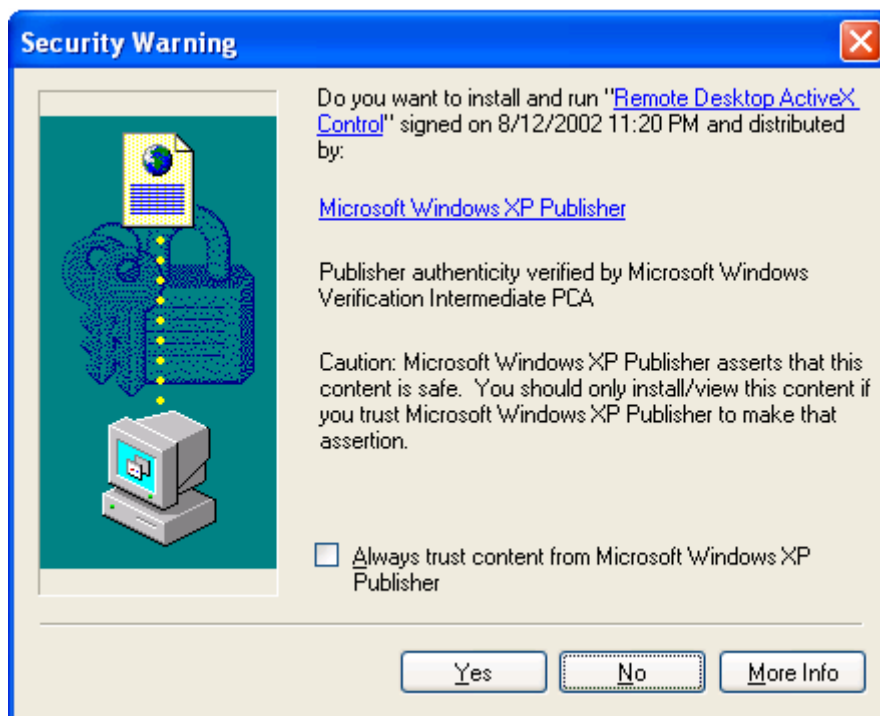 Security Warning
Do you want to install and run "Remote Desktop ActiveX
Control" signed on 8/12/2002 11:20 PM and distributed
by:
Microsoft Windows XP Publisher
Publisher authenticity verified by Microsoft Windows
Verification Intermediate PCA
Caution: Microsoft Windows XP Publisher asserts that this
content is safe.  You should only install/view this content if
you trust Microsoft Windows XP Publisher to make that
assertion.
Always trust content from Microsoft Windows XP
Publisher
Yes
No
More Info